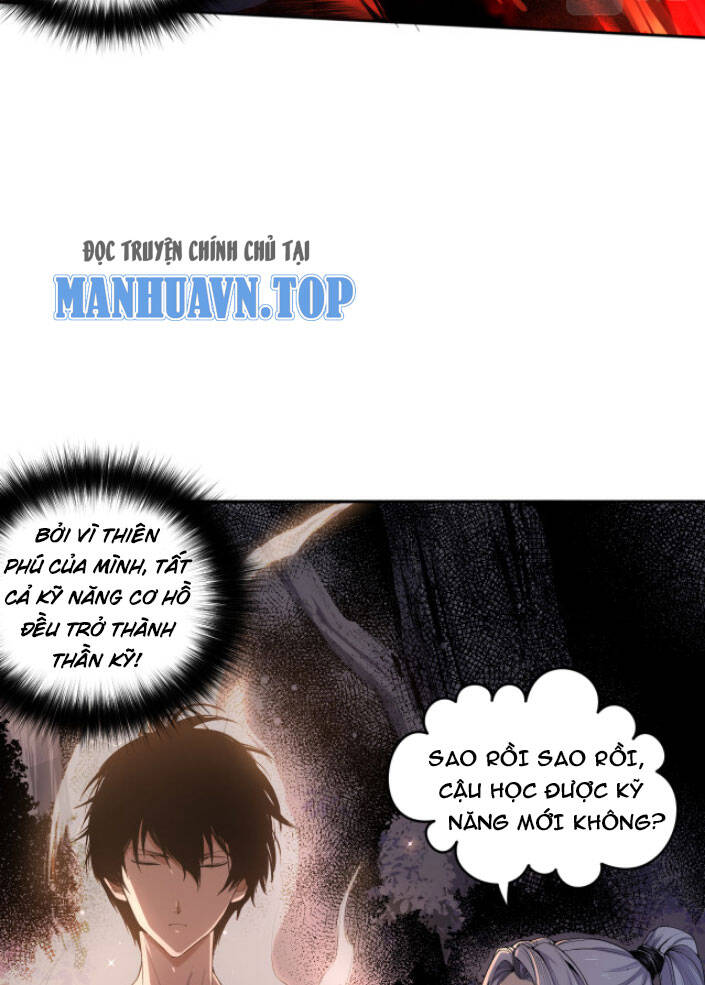 ĐỌC TRUYỆN CHÍNH CHỦ TẠI
MANHUAVN.TOP
BỞI VÌ THIÊN
PHÚ CỦA MÌNH, TẤT
CẢ KỸ NĂNG CƠ HỒ
ĐỀU TRỞ THÀNH
THẦN KỸ!
SAO RỒI SAO RỒI,
CẬU HỌC ĐƯỢC KỸ
NĂNG MỚI KHÔNG?